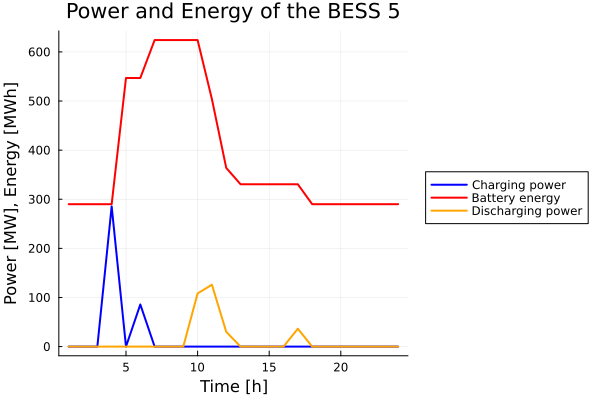 Power and Energy of the BESS 5
Power [MW], Energy [MWh]
600
500
400
300
200
100
0
5 10 15 20
Time [h]
Charging power
Battery energy
Discharging power